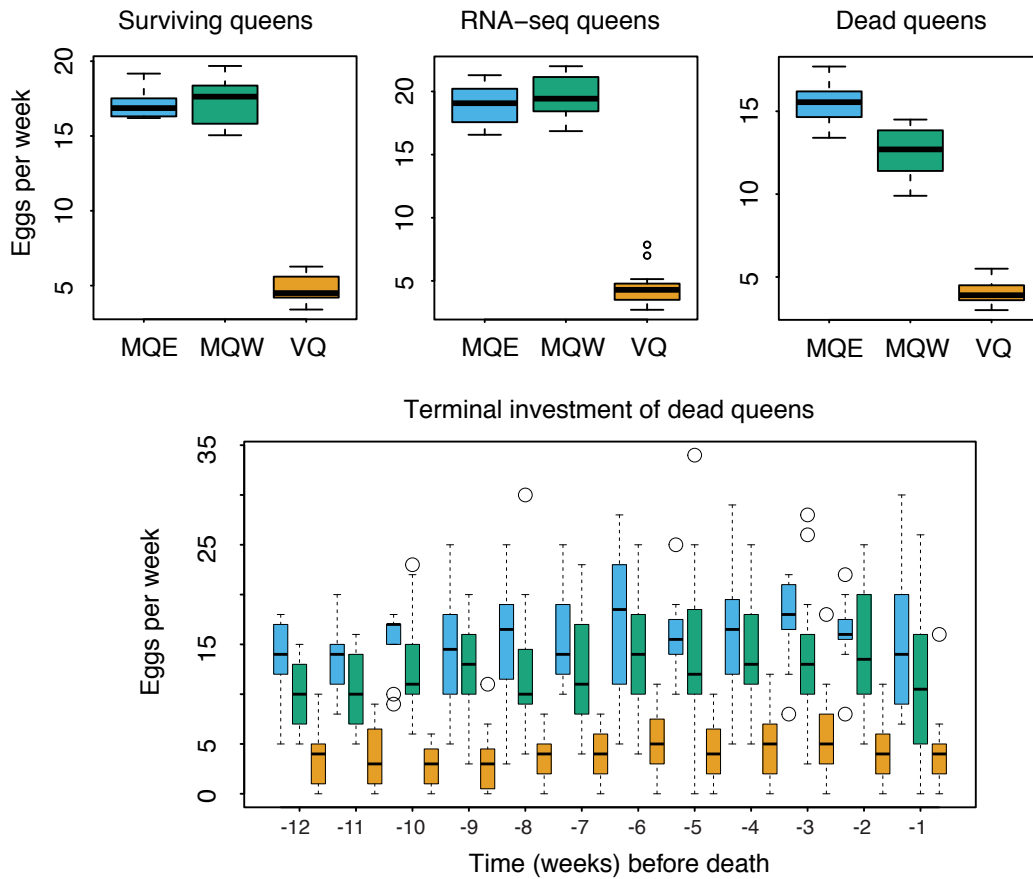 Surviving queens
RNA−seq queens
Dead queens
Eggs per week
20
15
10
5
MQE MQW VQ
20
15
10
5
MQE MQW VQ
15
10
5
MQE MQW VQ
Terminal investment of dead queens
Eggs per week
35
25
15
5
0
-12 -11 -10 -9 -8 -7 -6 -5 -4 -3 -2 -1
Time (weeks) before death